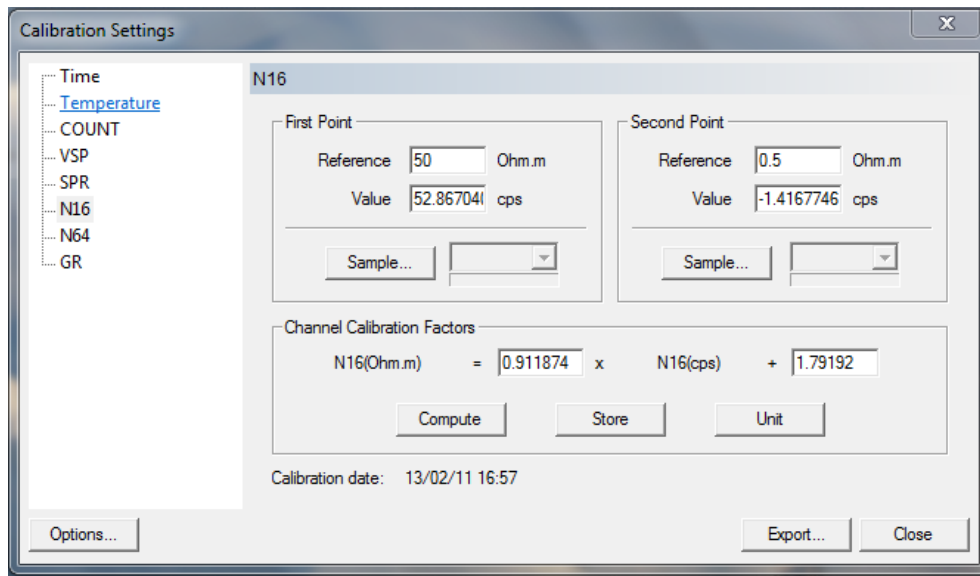 Calibration Settings
Time
Temperature
COUNT
VSP
SPR
N16
N64
GR
N16
First Point
Reference 50 Ohm.m
Value 52.867040 cps
Sample...
Second Point
Reference 0.5 Ohm.m
Value -1.4167746 cps
Sample...
Channel Calibration Factors
N16(Ohm.m) = 0.911874 x N16(cps) + 1.79192
Compute Store Unit
Calibration date: 13/02/11 16:57
Options... Export... Close